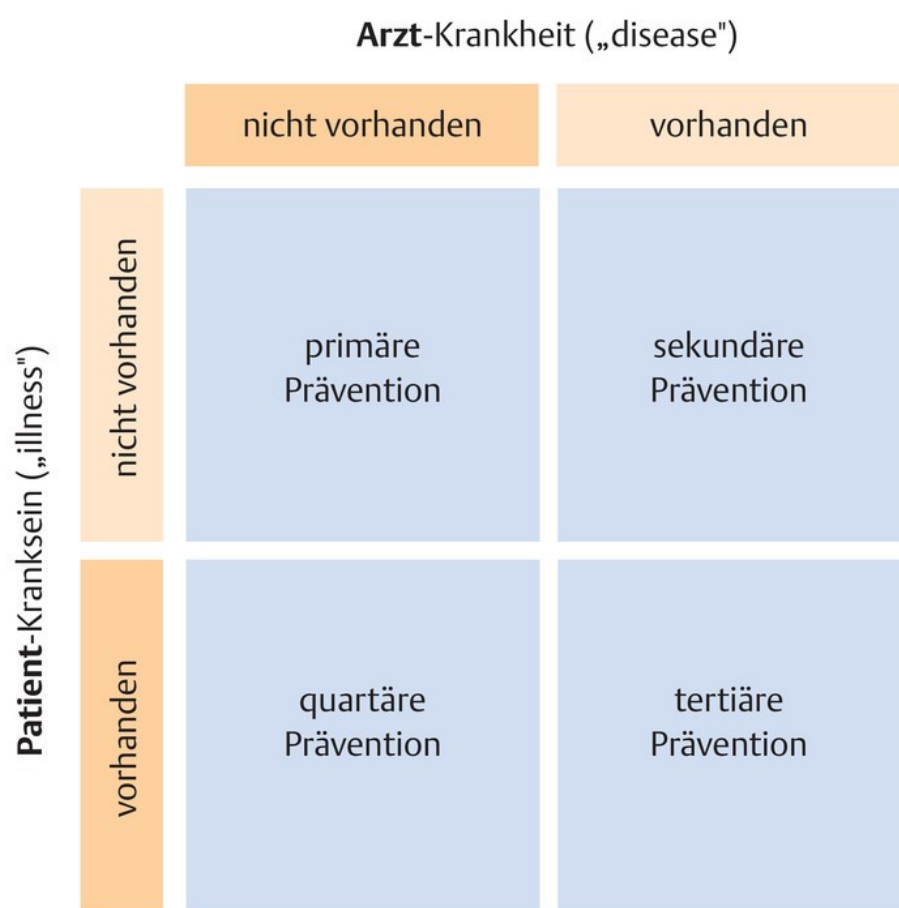 Arzt-Krankheit („disease")
nicht vorhanden
vorhanden
Patient-Kranksein („illness")
nicht vorhanden
primäre
Prävention
sekundäre
Prävention
vorhanden
quartäre
Prävention
tertiäre
Prävention